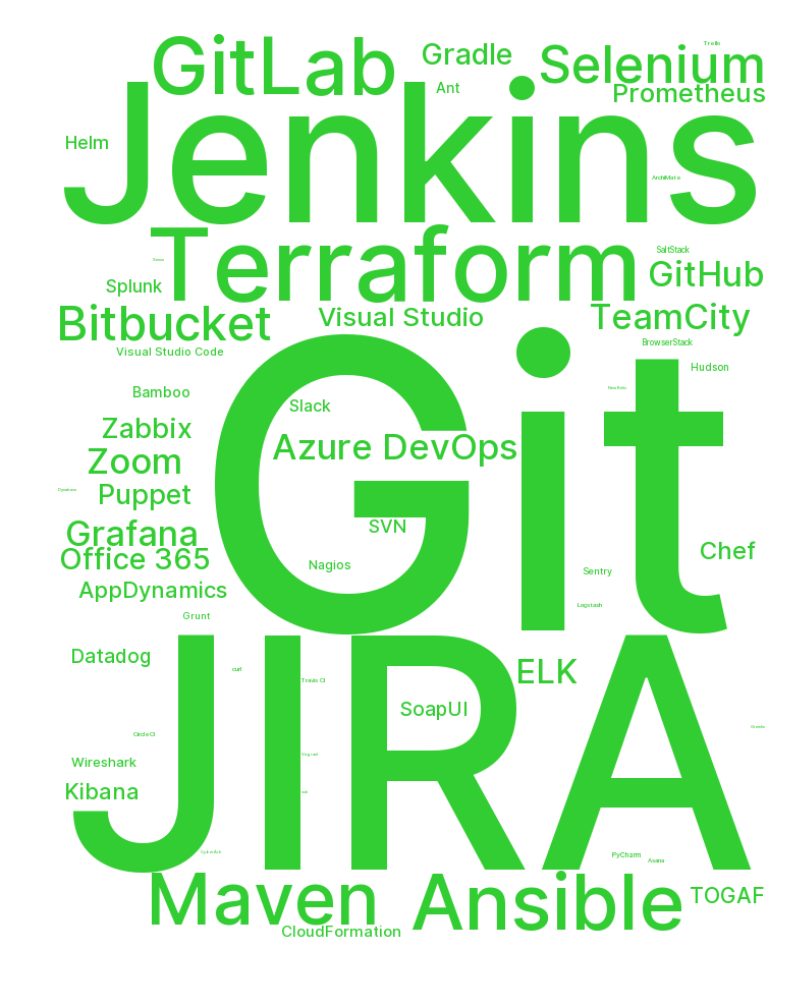 GitLab
Gradle
Selenium
Trello
Ant
Prometheus
Jenkins
Helm
Terraform
SaltStack
GitHub
Splunk
Bitbucket
Visual Studio
TeamCity
Visual Studio Code
BrowserStack
Git
Hudson
Bamboo
Slack
Zabbix
Azure DevOps
Zoom
Puppet
Grafana
SVN
Office 365
Chef
Nagios
Sentry
AppDynamics
Logstash
Grunt
JIRA
Datadog
ELK
curl
Travis CI
SoapUI
CircleCI
Wireshark
Kibana
PyCharm
Asana
Maven
Ansible
TOGAF
CloudFormation